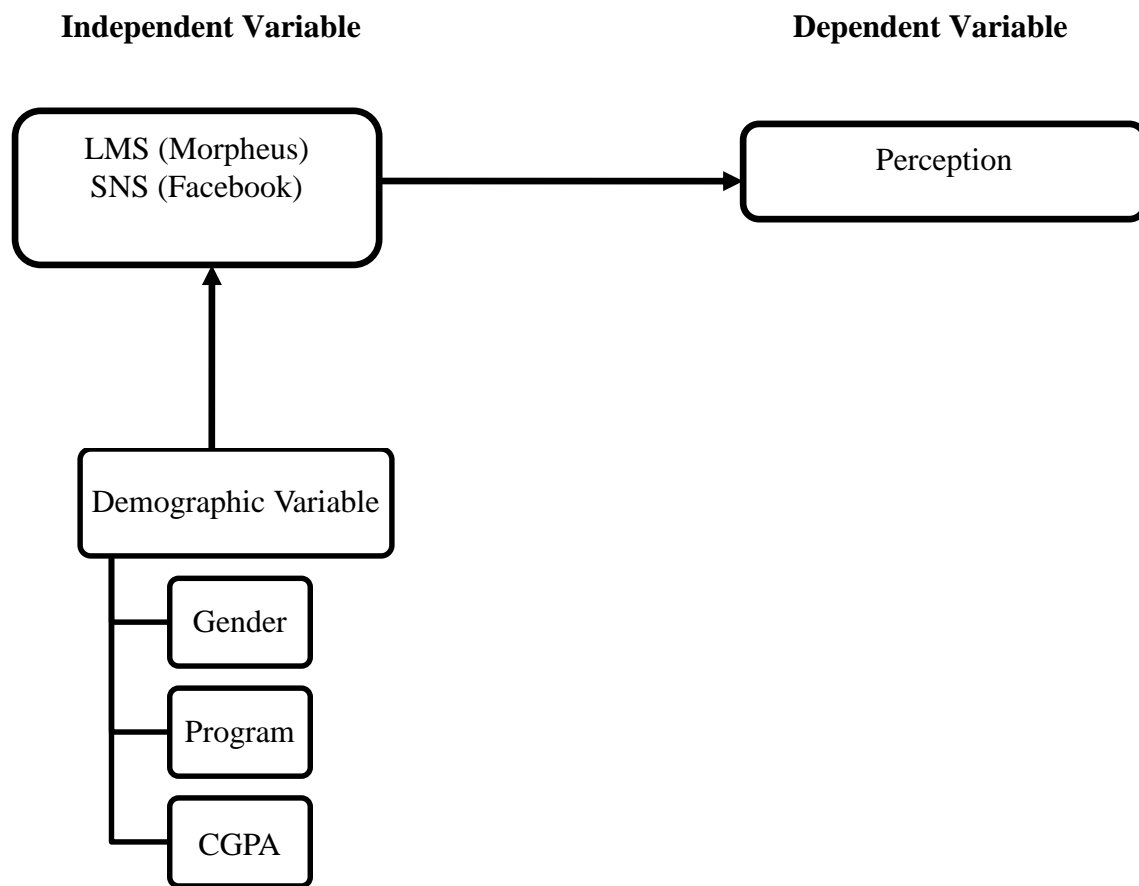 Independent Variable
Dependent Variable
LMS (Morpheus)
SNS (Facebook)
Perception
Demographic Variable
Gender
Program
CGPA